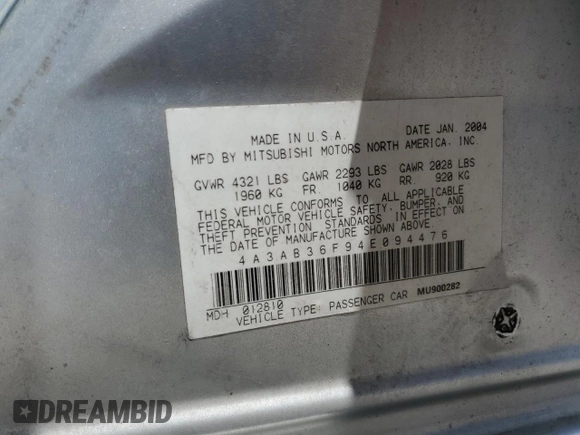 MADE IN U.S.A. DATE JAN. 2004
MFD BY MITSUBISHI MOTORS NORTH AMERICA, INC.
GVWR 4321 LBS GAWR 2293 LBS GAWR 2028 LBS
1960 KG FR. 1040 KG RR. 920 KG
THIS VEHICLE CONFORMS TO ALL APPLICABLE
FEDERAL MOTOR VEHICLE SAFETY, BUMPER, AND
THEFT PREVENTION STANDARDS IN EFFECT ON
THE DATE OF MANUFACTURE SHOWN ABOVE.
4A3AB36F94E094476
MDH 012810 MU900282
VEHICLE TYPE: PASSENGER CAR
DREAMBID